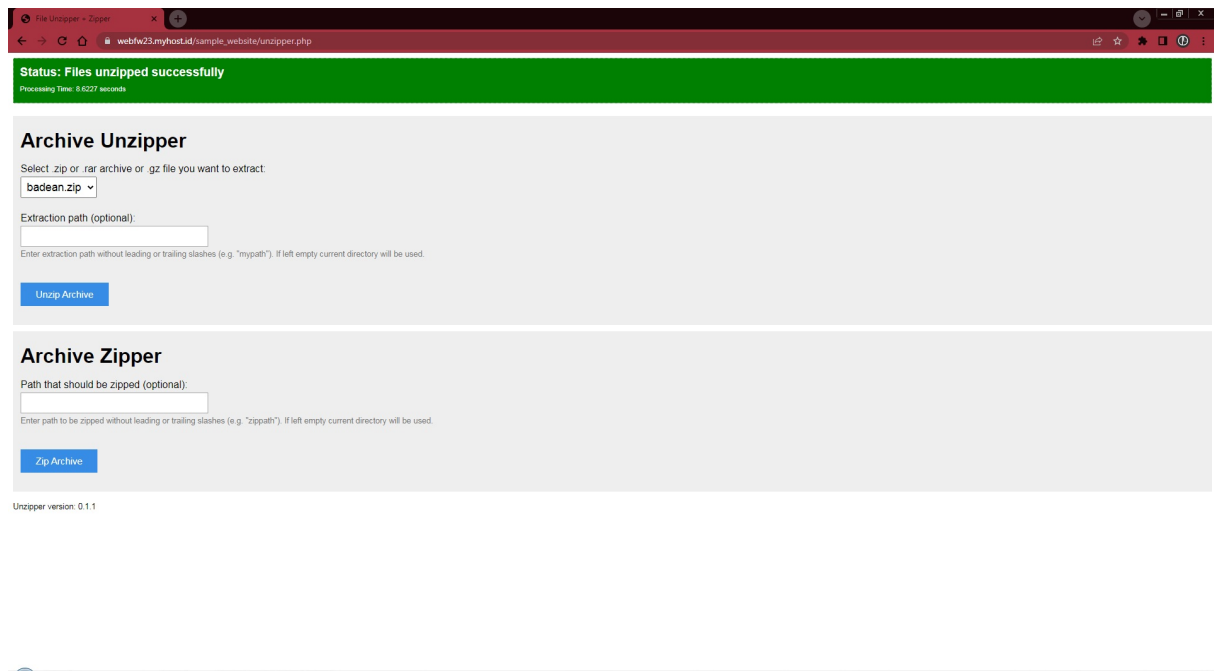 File Unzipper + Zipper
webfw23.myhost.id/sample_website/unzipper.php
Status: Files unzipped successfully
Processing Time: 8.6227 seconds
Archive Unzipper
Select .zip or .rar archive or .gz file you want to extract:
badean.zip
Extraction path (optional):
Enter extraction path without leading or trailing slashes (e.g. "mypath"). If left empty current directory will be used.
Unzip Archive
Archive Zipper
Path that should be zipped (optional):
Enter path to be zipped without leading or trailing slashes (e.g. "zippath"). If left empty current directory will be used.
Zip Archive
Unzipper version: 0.1.1